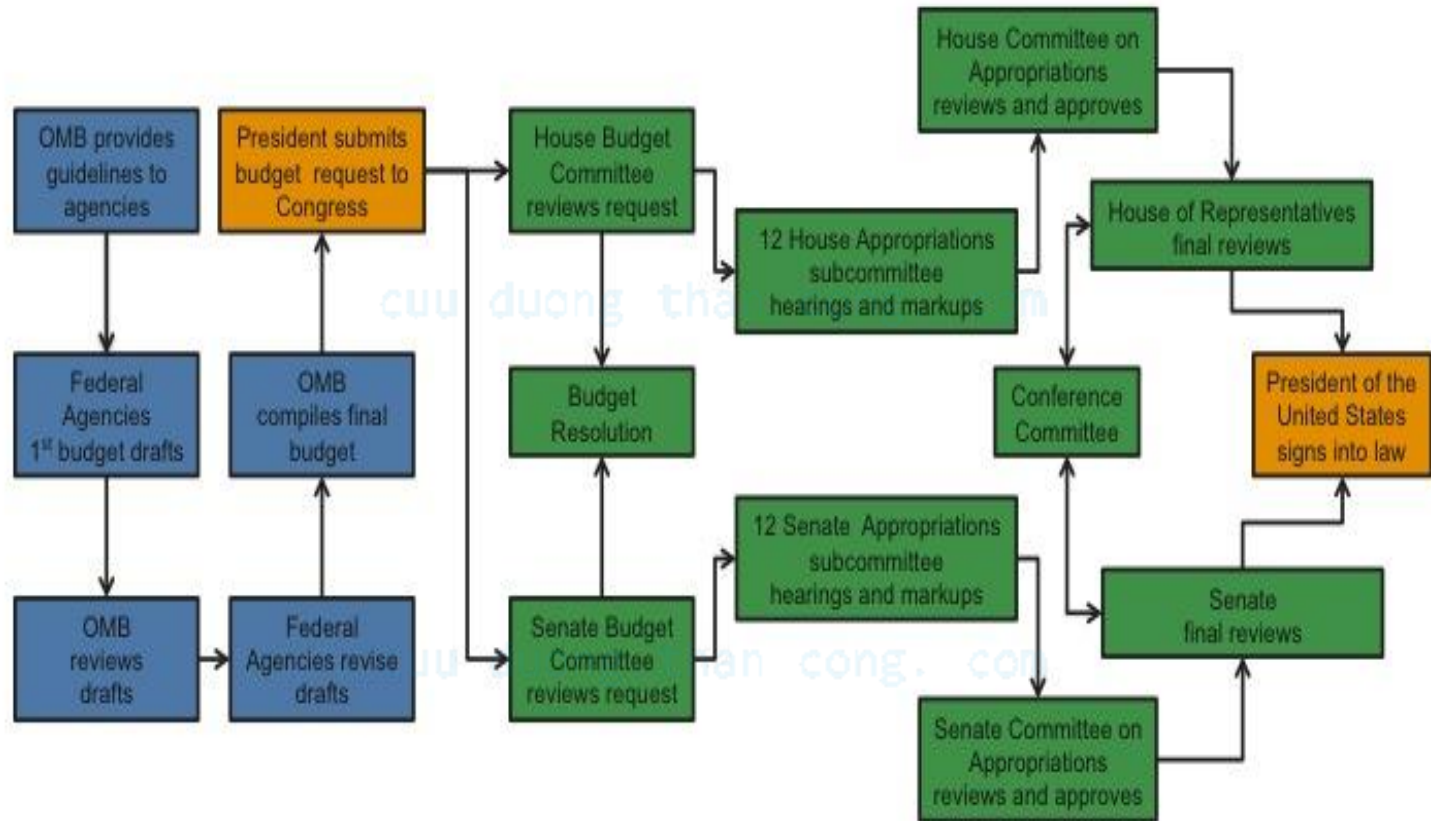 OMB provides
guidelines to
agencies
Federal
Agencies
1st budget drafts
OMB
reviews
drafts
Federal
Agencies revise
drafts
OMB
compiles final
budget
President submits
budget request to
Congress
House Budget
Committee
reviews request
Budget
Resolution
Senate Budget
Committee
reviews request
12 House Appropriations
subcommittee
hearings and markups
12 Senate Appropriations
subcommittee
hearings and markups
House Committee on
Appropriations
reviews and approves
Senate Committee on
Appropriations
reviews and approves
House of Representatives
final reviews
Conference
Committee
Senate
final reviews
President of the
United States
signs into law
cuu duong
cong. com